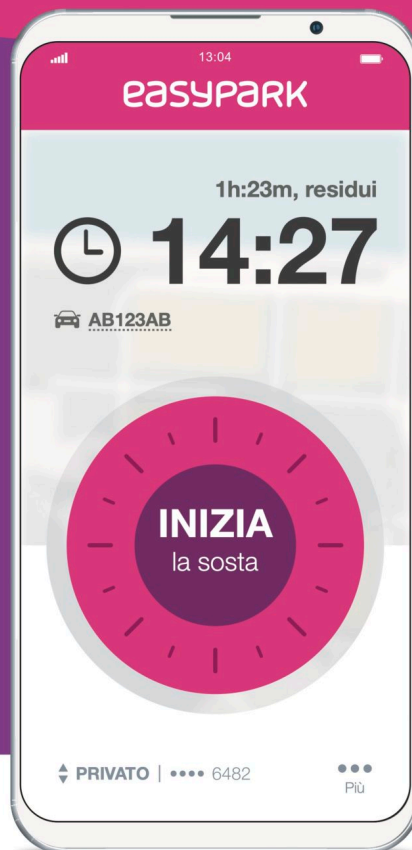 13:04
easypark
1h:23m, residui
14:27
AB123AB
INIZIA
la sosta
PRIVATO | •••• 6482
Più